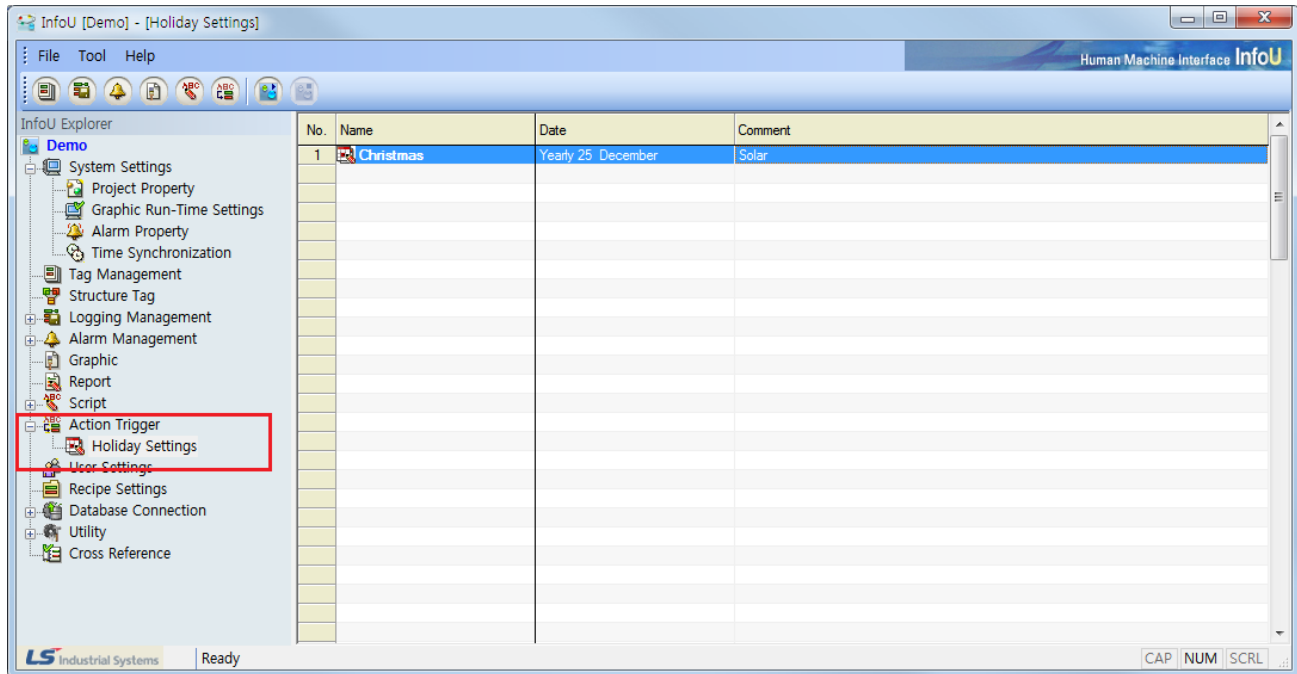 InfoU [Demo] - [Holiday Settings]
File Tool Help
Human Machine Interface InfoU
InfoU Explorer
Demo
System Settings
Project Property
Graphic Run-Time Settings
Alarm Property
Time Synchronization
Tag Management
Structure Tag
Logging Management
Alarm Management
Graphic
Report
Script
Action Trigger
Holiday Settings
User Settings
Recipe Settings
Database Connection
Utility
Cross Reference
No. Name Date Comment
1 Christmas Yearly 25 December Solar
LS Industrial Systems Ready CAP NUM SCRL